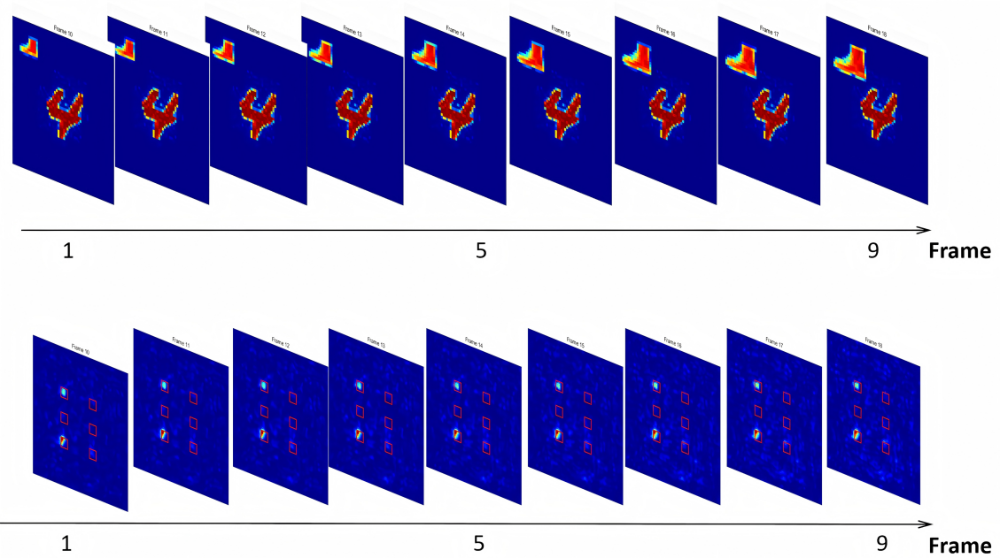 Frame 10
Frame 11
Frame 12
Frame 13
Frame 14
Frame 15
Frame 16
Frame 17
Frame 18
1 5 9 Frame
Frame 10
Frame 11
Frame 12
Frame 13
Frame 14
Frame 15
Frame 16
Frame 17
Frame 18
1 5 9 Frame